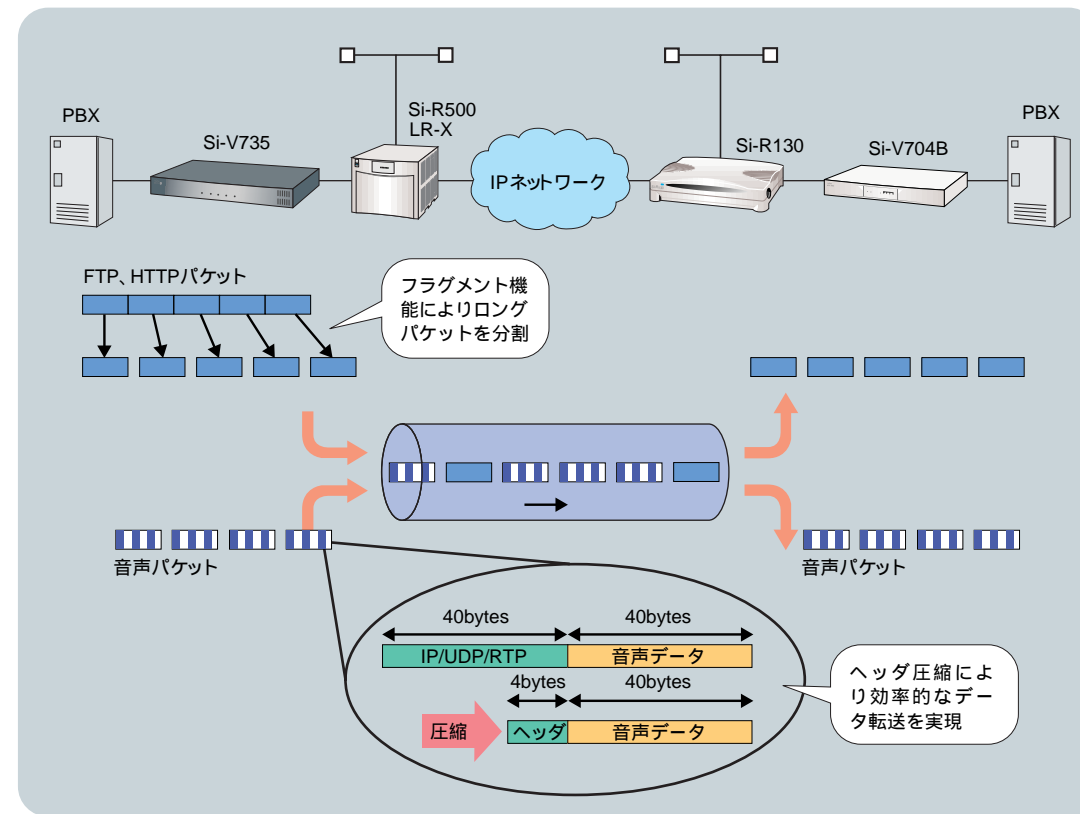 PBX
Si-V735
Si-R500
LR-X
IPネットワーク
Si-R130
Si-V704B
PBX
FTP、HTTPパケット
フラグメント機
能によりロング
パケットを分割
音声パケット
音声パケット
40bytes
40bytes
IP/UDP/RTP
音声データ
4bytes
40bytes
圧縮
ヘッダ
音声データ
ヘッダ圧縮によ
り効率的なデー
タ転送を実現